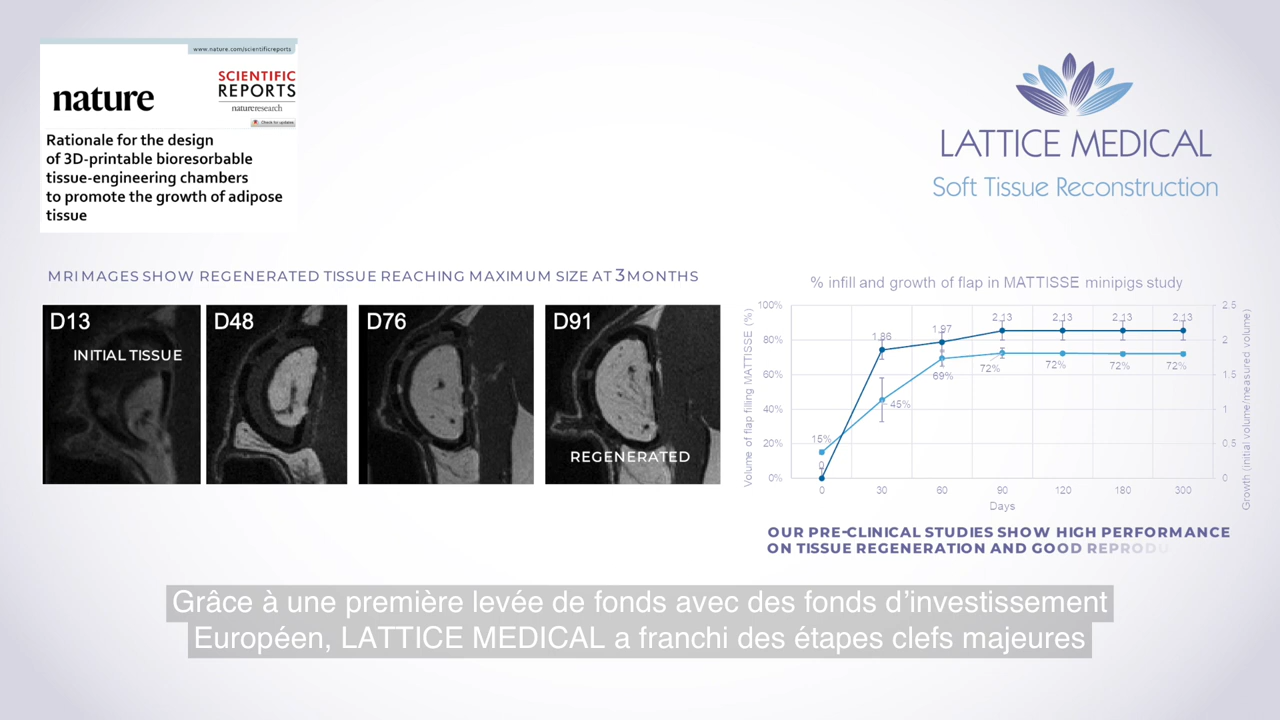 www.nature.com/scientificreports
nature
SCIENTIFIC
REPORTS
natureresearch
Check for updates
Rationale for the design
of 3D-printable bioresorbable
tissue-engineering chambers
to promote the growth of adipose
tissue
LATTICE MEDICAL
Soft Tissue Reconstruction
MRI MAGES SHOW REGENERATED TISSUE REACHING MAXIMUM SIZE AT 3 MONTHS
D13
INITIAL TISSUE
D48
D76
D91
REGENERATED
% infill and growth of flap in MATTISSE minipigs study
Volume of flap filling MATTISSE (%)
100%
80%
60%
40%
20%
0%
2.5
2
1.5
1
0.5
0
Growth (initial volume/measured volume)
0
1.86
1.97
2,13
2,13
2,13
2,13
15%
45%
69%
72%
72%
72%
72%
0
30
60
90
120
180
300
Days
OUR PRE-CLINICAL STUDIES SHOW HIGH PERFORMANCE
ON TISSUE REGENERATION AND GOOD REPRODU
Grâce à une première levée de fonds avec des fonds d'investissement
Européen, LATTICE MEDICAL a franchi des étapes clefs majeures